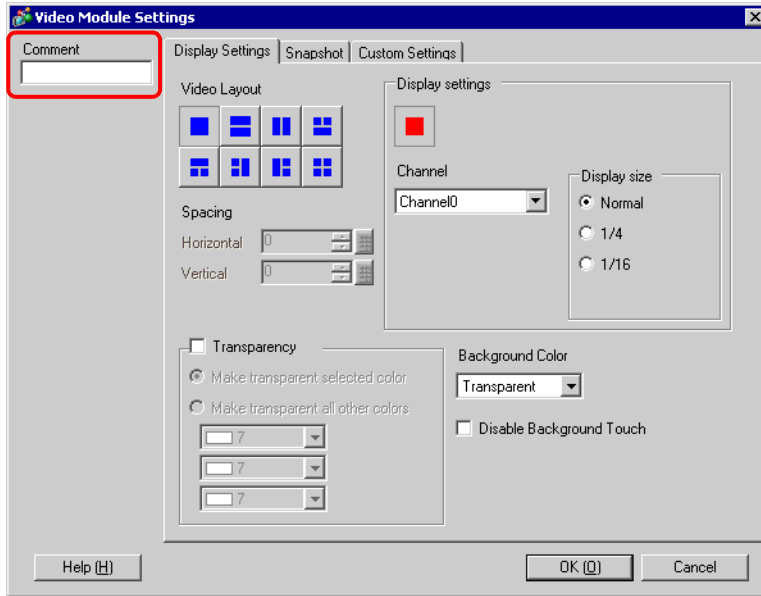 Video Module Settings
Comment
Display Settings
Snapshot
Custom Settings
Video Layout
Display settings
Channel
Channel0
Display size
Normal
1/4
1/16
Spacing
Horizontal 0
Vertical 0
Transparency
Make transparent selected color
Make transparent all other colors
7
7
7
Background Color
Transparent
Disable Background Touch
Help (H)
OK (O)
Cancel